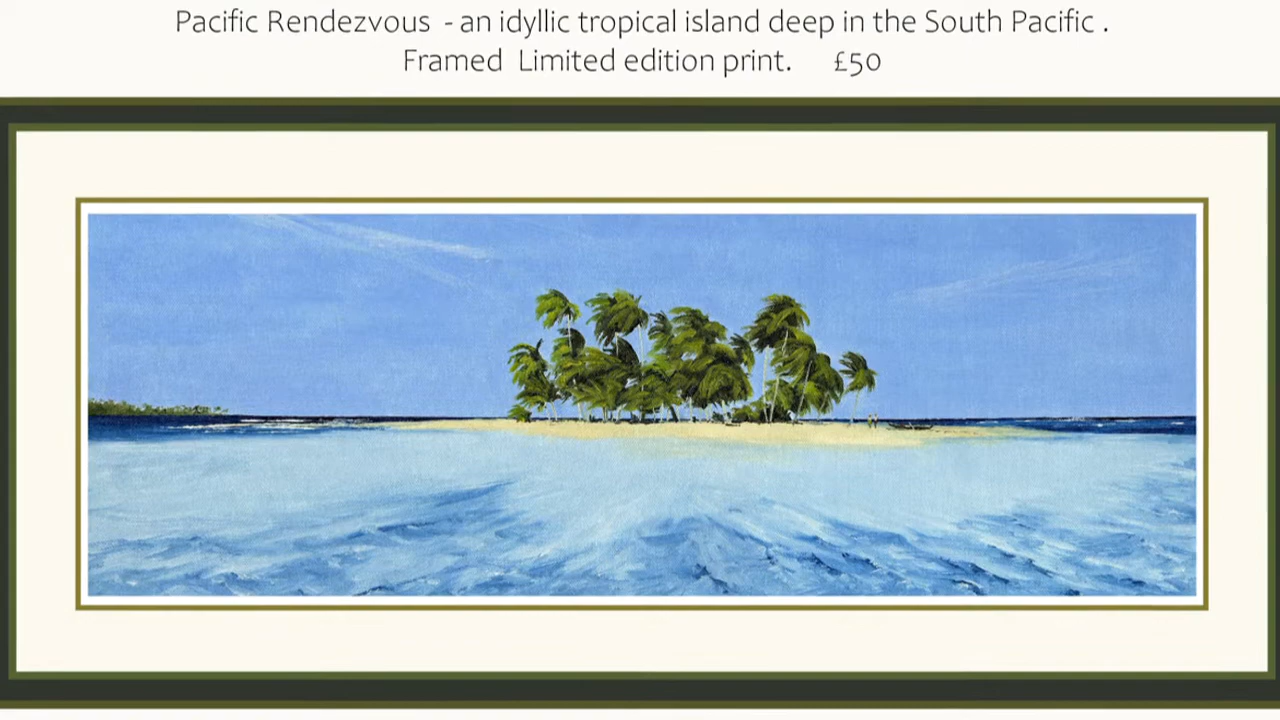 Pacific Rendezvous - an idyllic tropical island deep in the South Pacific .
Framed Limited edition print. £50